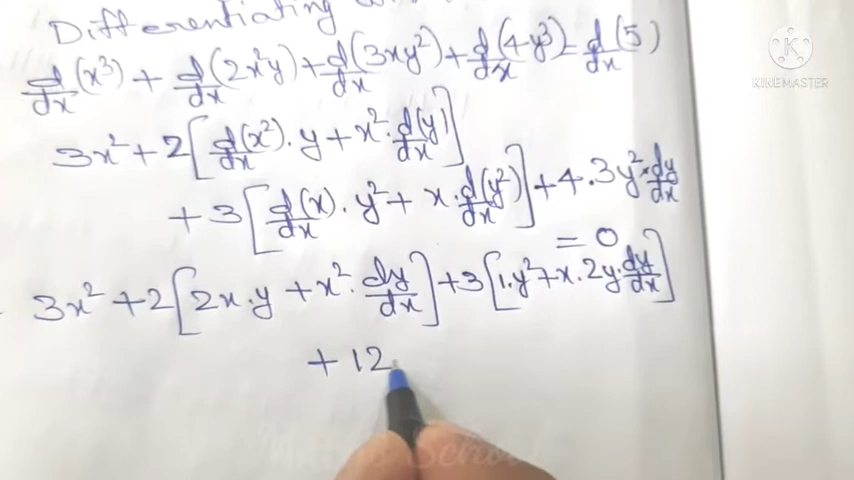 Differentiating
d/dx(x³) + d/dx(2x²y) + d/dx(3xy²) + d/dx(4y³) = d/dx(5)
3x² + 2[d/dx(x²) · y + x² · d(y)/dx]
+ 3[d(x)/dx · y² + x · d(y²)/dx] + 4.3y² × dy/dx
= 0
3x² + 2[2x · y + x² · dy/dx] + 3[1 · y² + x · 2y · dy/dx]
+ 12
KINEMASTER